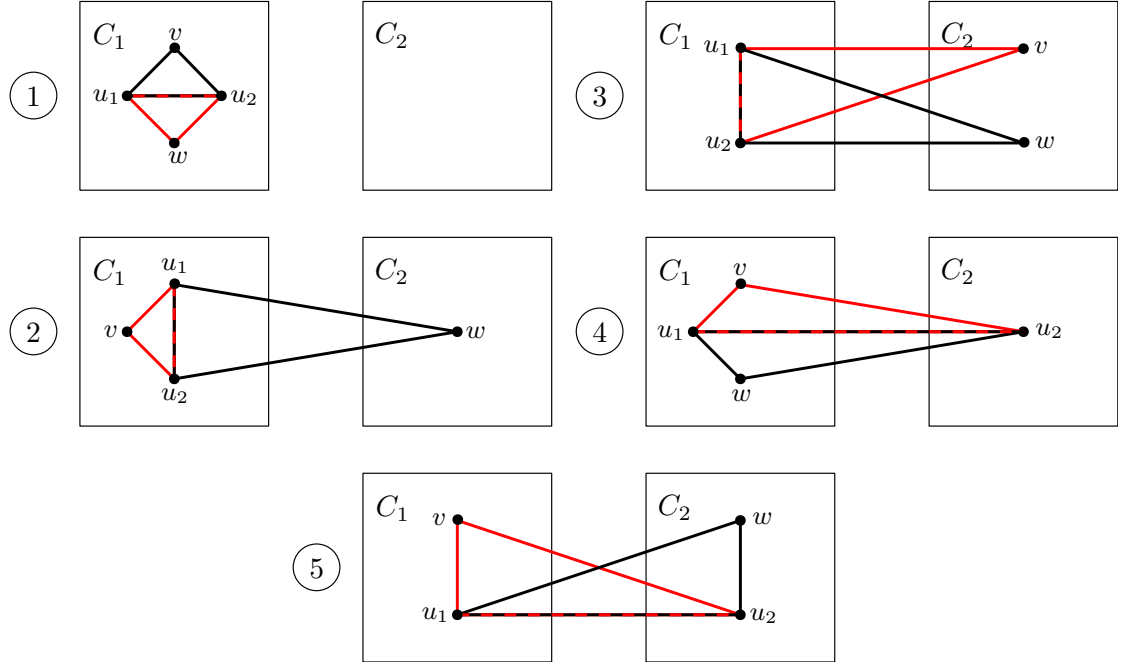 C₁ v C₂ C₁ u₁ C₂ v
1 u₁ u₂ 3
w u₂ w
C₁ u₁ C₂ C₁ v C₂
2 v w 4 u₁ u₂
u₂ w
C₁ v C₂ w
5
u₁ u₂